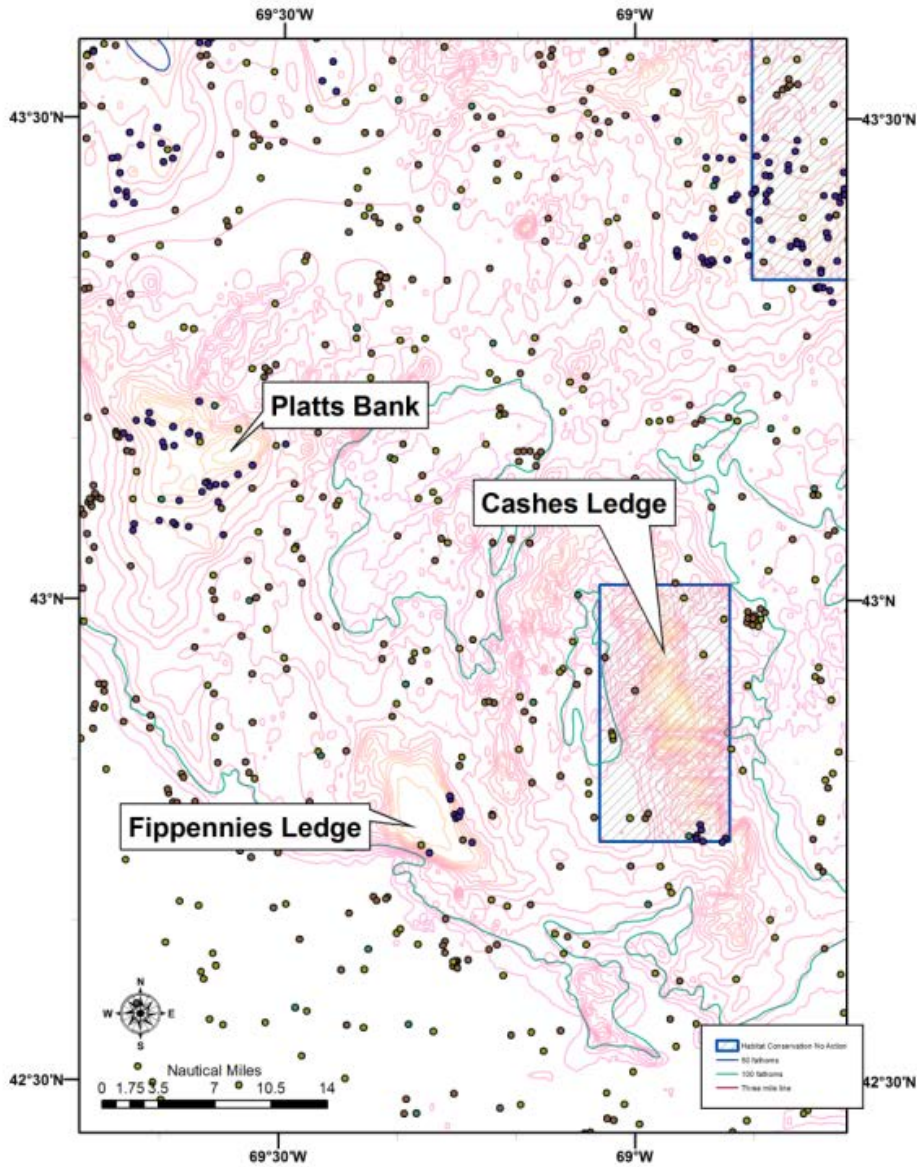 69°30'W 69°W
43°30'N 43°30'N
Platts Bank
Cashes Ledge
43°N 43°N
Fippennies Ledge
N
W E
S
Nautical Miles
0 1.75 3.5 7 10.5 14
Habitat Conservation No Action
50 fathoms
100 fathoms
Three mile line
42°30'N 42°30'N
69°30'W 69°W